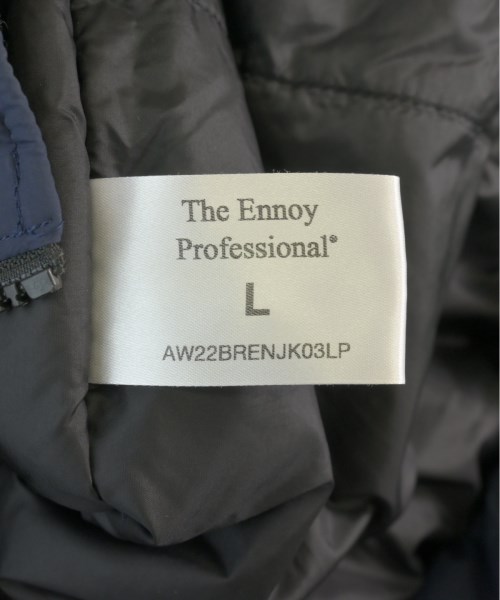 The Ennoy
Professional®
L
AW22BRENJK03LP